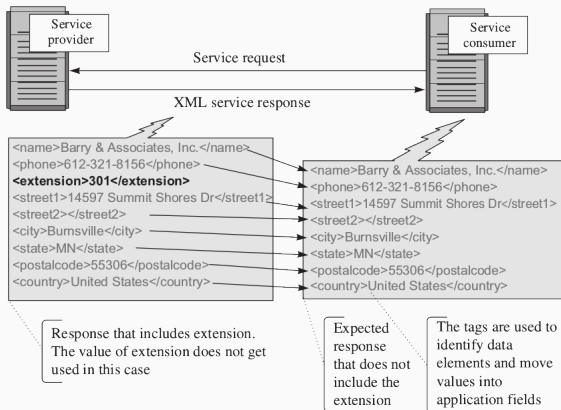 Service
provider
Service
consumer
Service request
XML service response
<name>Barry & Associates, Inc.</name>
<phone>612-321-8156</phone>
<extension>301</extension>
<street1>14597 Summit Shores Dr</street1>
<street2></street2>
<city>Burnsville</city>
<state>MN</state>
<postalcode>55306</postalcode>
<country>United States</country>
<name>Barry & Associates, Inc.</name>
<phone>612-321-8156</phone>
<street1>14597 Summit Shores Dr</street1>
<street2></street2>
<city>Burnsville</city>
<state>MN</state>
<postalcode>55306</postalcode>
<country>United States</country>
Response that includes extension.
The value of extension does not get
used in this case
Expected
response
that does not
include the
extension
The tags are used to
identify data
elements and move
values into
application fields